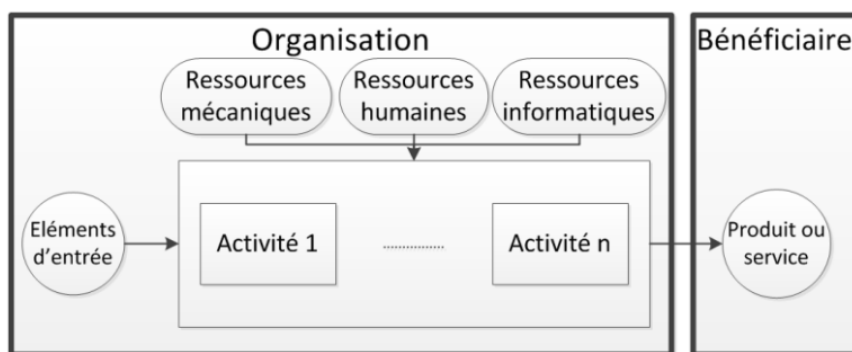 Organisation
Bénéficiaire
Ressources
mécaniques
Ressources
humaines
Ressources
informatiques
Eléments
d'entrée
Activité 1
...............
Activité n
Produit ou
service